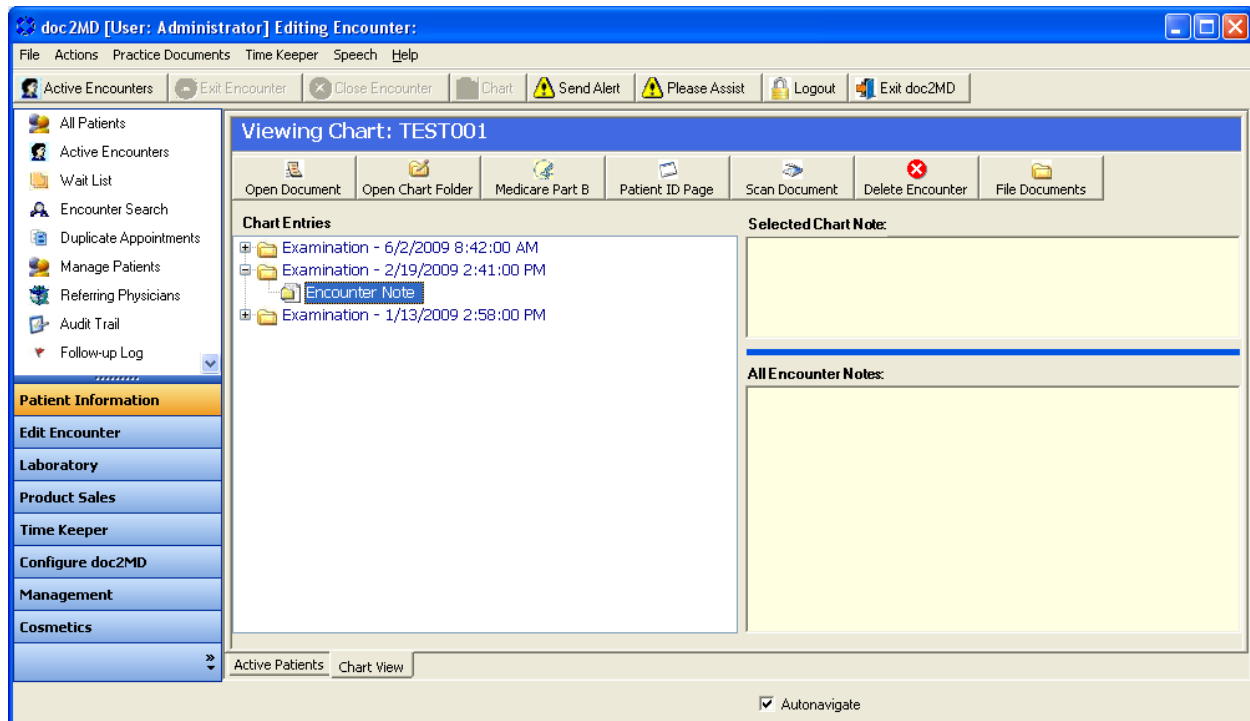 doc2MD [User: Administrator] Editing Encounter:
File Actions Practice Documents Time Keeper Speech Help
Active Encounters Exit Encounter Close Encounter Chart Send Alert Please Assist Logout Exit doc2MD
All Patients
Active Encounters
Wait List
Encounter Search
Duplicate Appointments
Manage Patients
Referring Physicians
Audit Trail
Follow-up Log
Patient Information
Edit Encounter
Laboratory
Product Sales
Time Keeper
Configure doc2MD
Management
Cosmetics
Viewing Chart: TEST001
Open Document Open Chart Folder Medicare Part B Patient ID Page Scan Document Delete Encounter File Documents
Chart Entries
Examination - 6/2/2009 8:42:00 AM
Examination - 2/19/2009 2:41:00 PM
Encounter Note
Examination - 1/13/2009 2:58:00 PM
Selected Chart Note:
All Encounter Notes:
Active Patients Chart View
Autonavigate